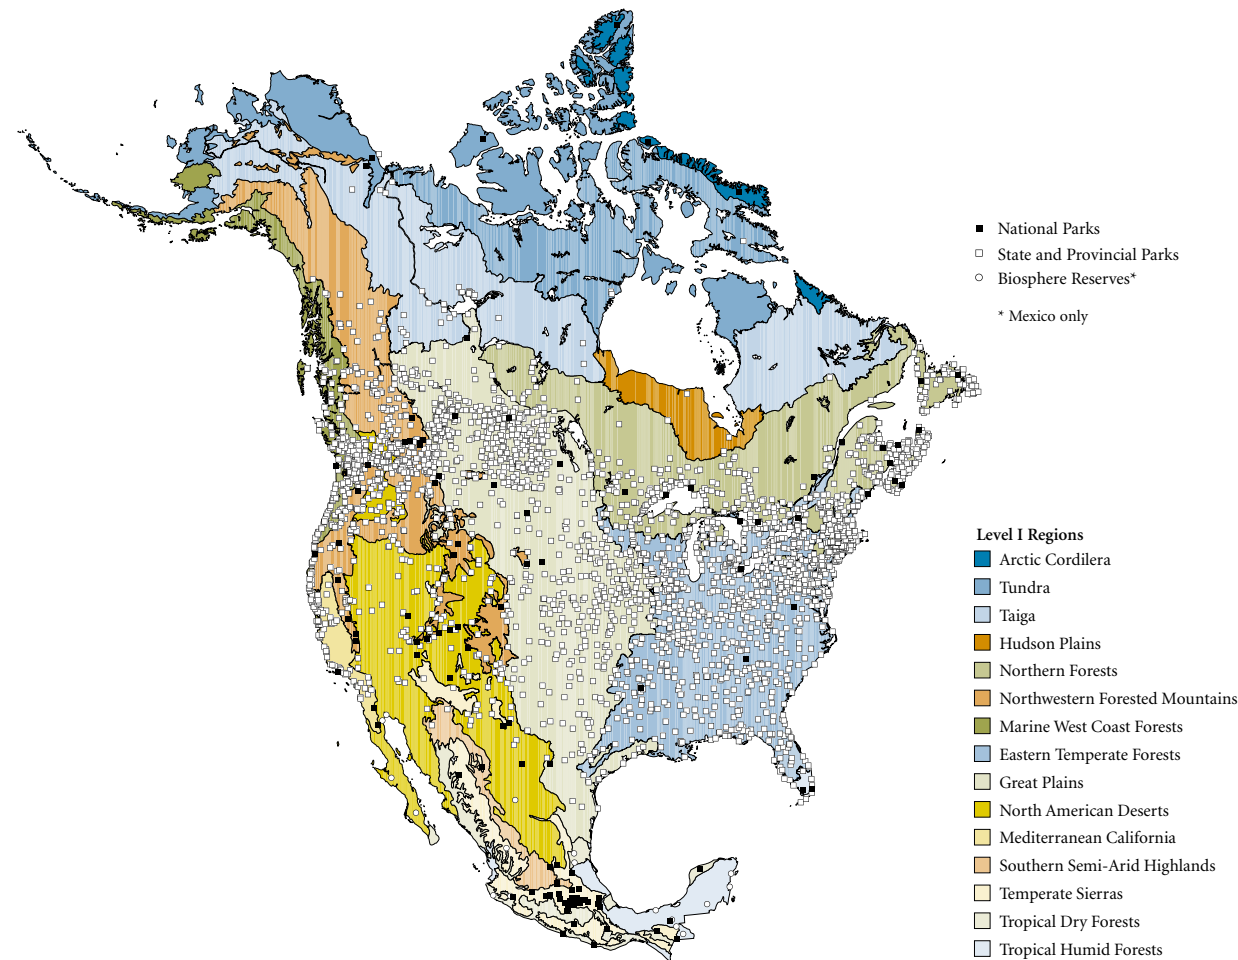 National Parks
State and Provincial Parks
Biosphere Reserves*
* Mexico only
Level I Regions
Arctic Cordilera
Tundra
Taiga
Hudson Plains
Northern Forests
Northwestern Forested Mountains
Marine West Coast Forests
Eastern Temperate Forests
Great Plains
North American Deserts
Mediterranean California
Southern Semi-Arid Highlands
Temperate Sierras
Tropical Dry Forests
Tropical Humid Forests